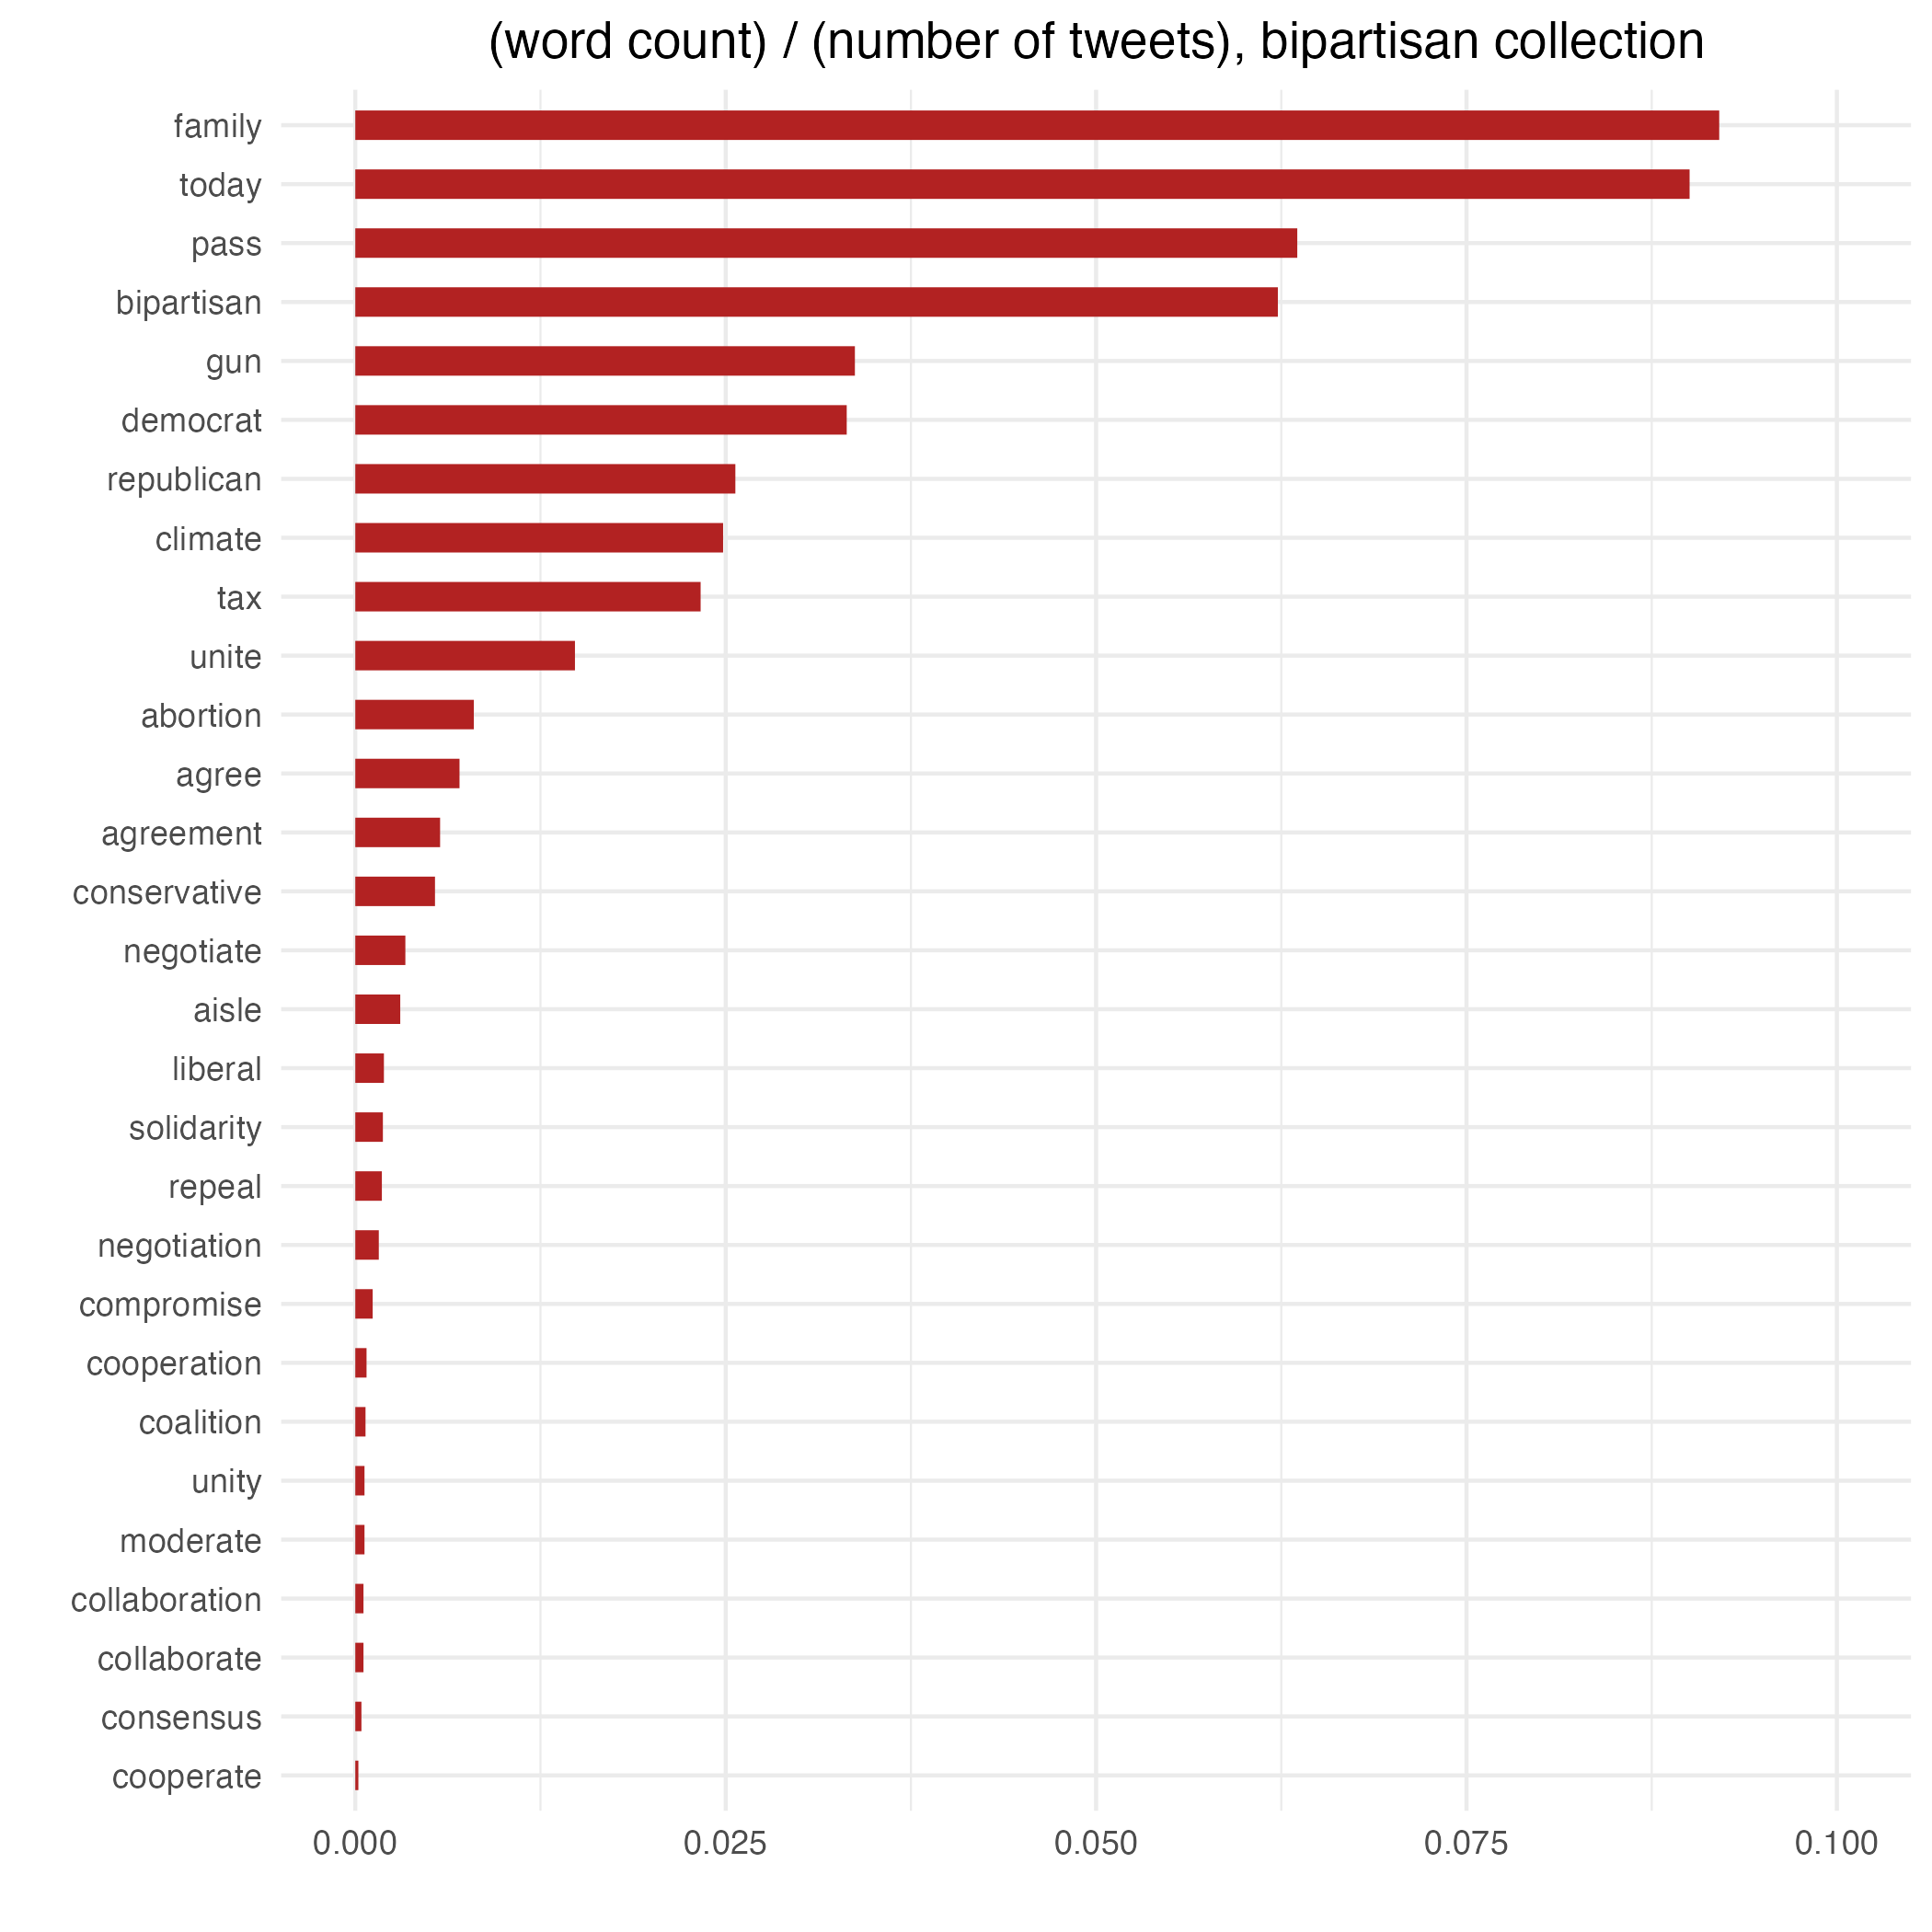 (word count) / (number of tweets), bipartisan collection
family
today
pass
bipartisan
gun
democrat
republican
climate
tax
unite
abortion
agree
agreement
conservative
negotiate
aisle
liberal
solidarity
repeal
negotiation
compromise
cooperation
coalition
unity
moderate
collaboration
collaborate
consensus
cooperate
0.000 0.025 0.050 0.075 0.100